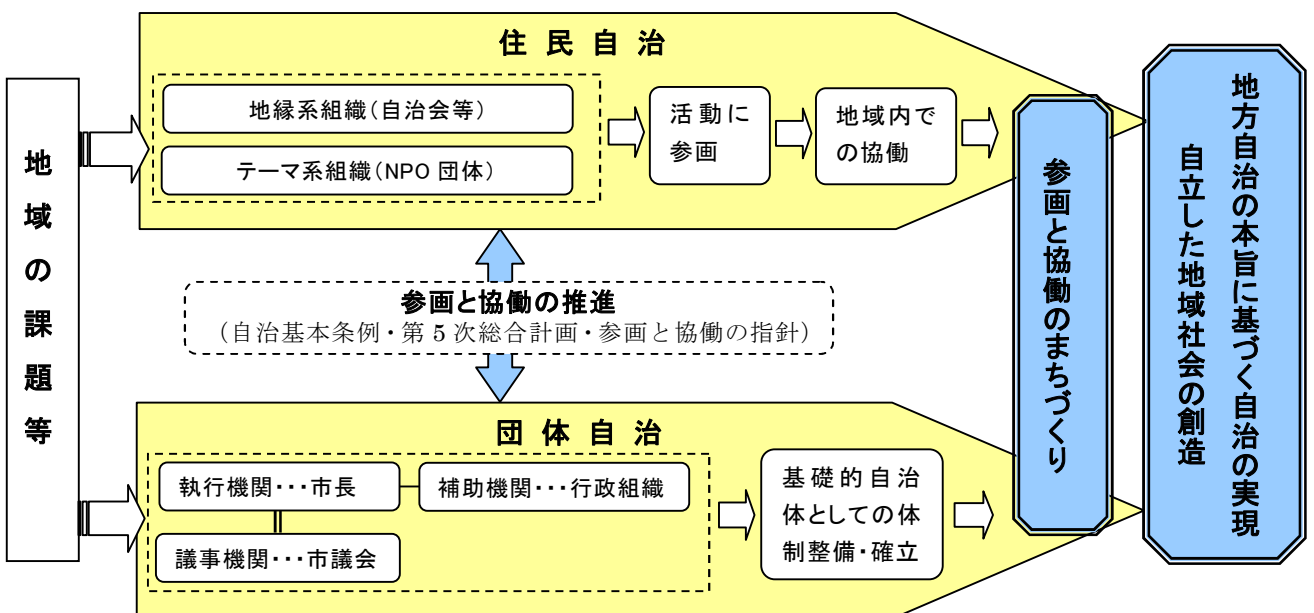 地域の課題等
住民自治
地縁系組織(自治会等)
テーマ系組織(NPO 団体)
活動に
参画
地域内で
の協働
参画と協働の推進
(自治基本条例・第 5 次総合計画・参画と協働の指針)
団体自治
執行機関･･･市長
補助機関･･･行政組織
議事機関･･･市議会
基礎的自治
体としての体
制整備・確立
参画と協働のまちづくり
地方自治の本旨に基づく自治の実現
自立した地域社会の創造